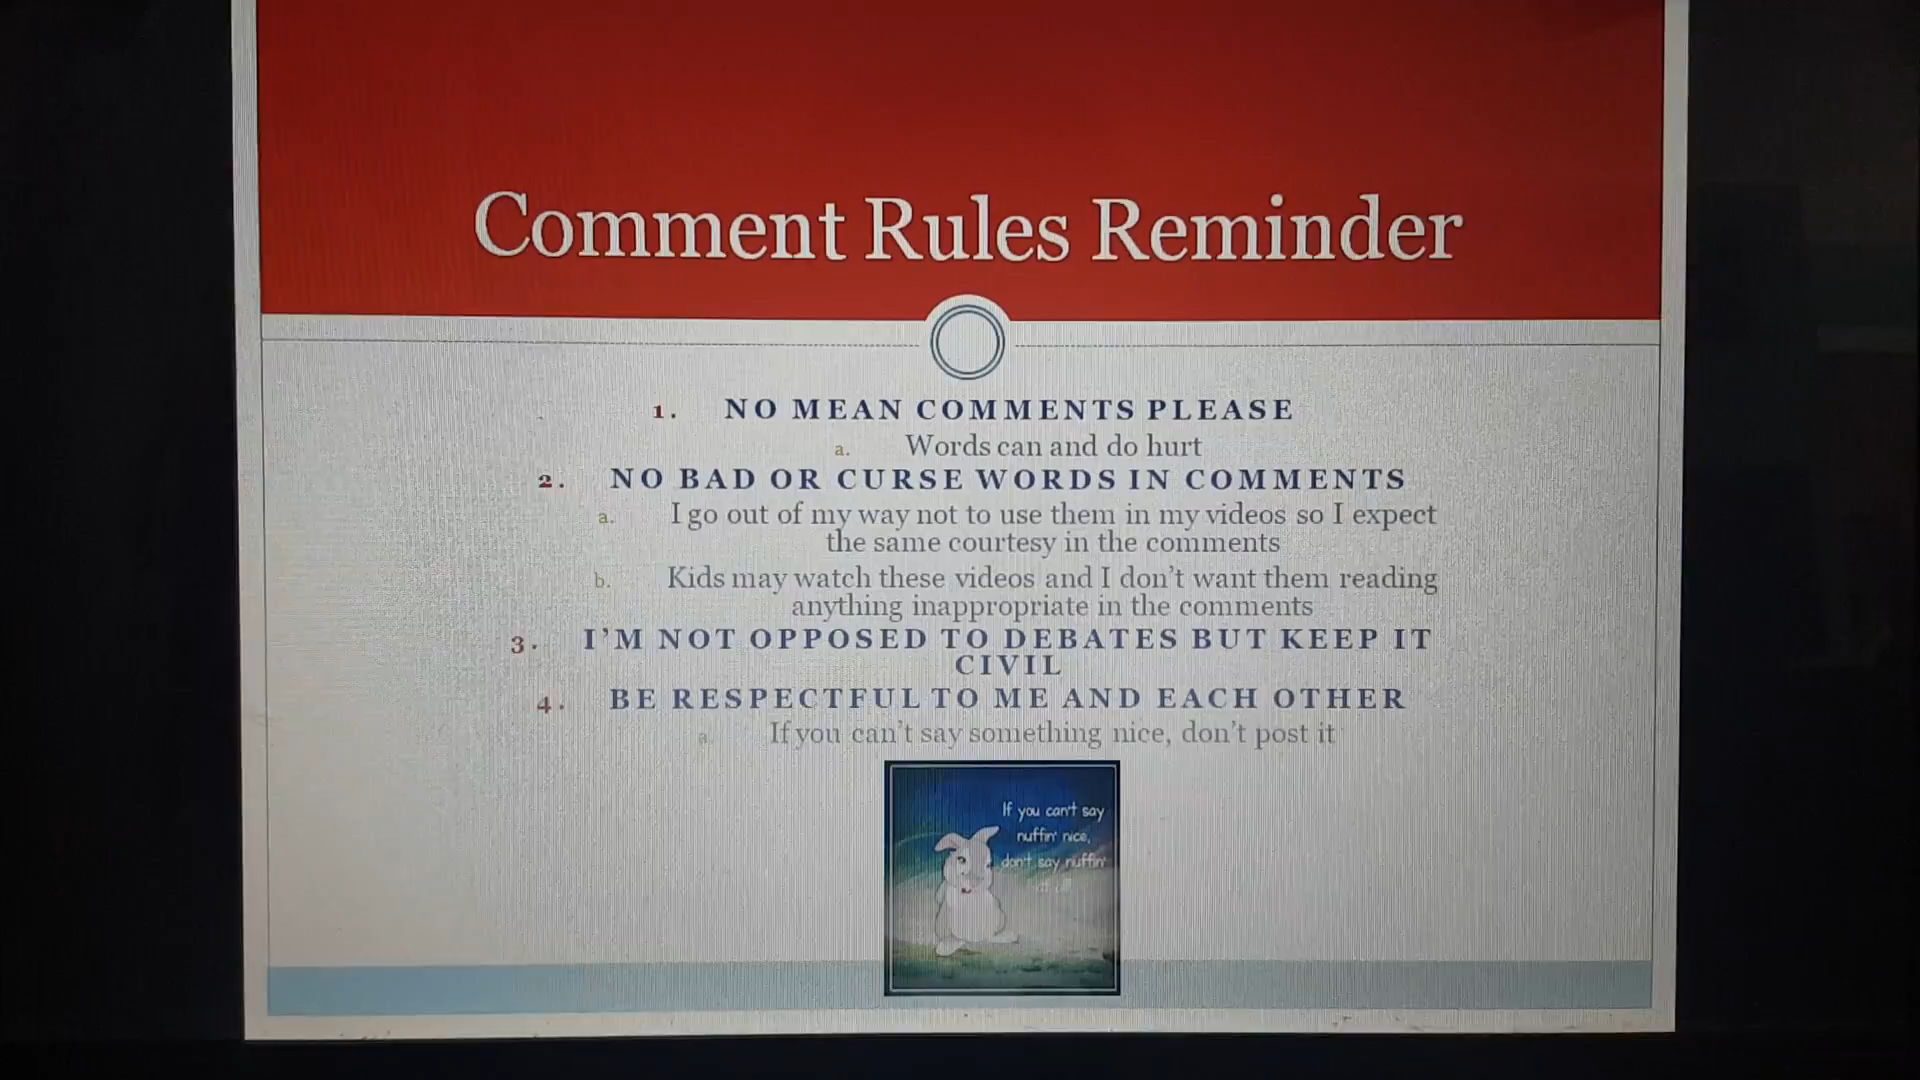 Comment Rules Reminder
1. NO MEAN COMMENTS PLEASE
a. Words can and do hurt
2. NO BAD OR CURSE WORDS IN COMMENTS
a. I go out of my way not to use them in my videos so I expect
the same courtesy in the comments
b. Kids may watch these videos and I don't want them reading
anything inappropriate in the comments
3. I'M NOT OPPOSED TO DEBATES BUT KEEP IT
CIVIL
4. BE RESPECTFUL TO ME AND EACH OTHER
a. If you can't say something nice, don't post it
If you can't say
nuffin' nice,
don't say nuffin'
at all